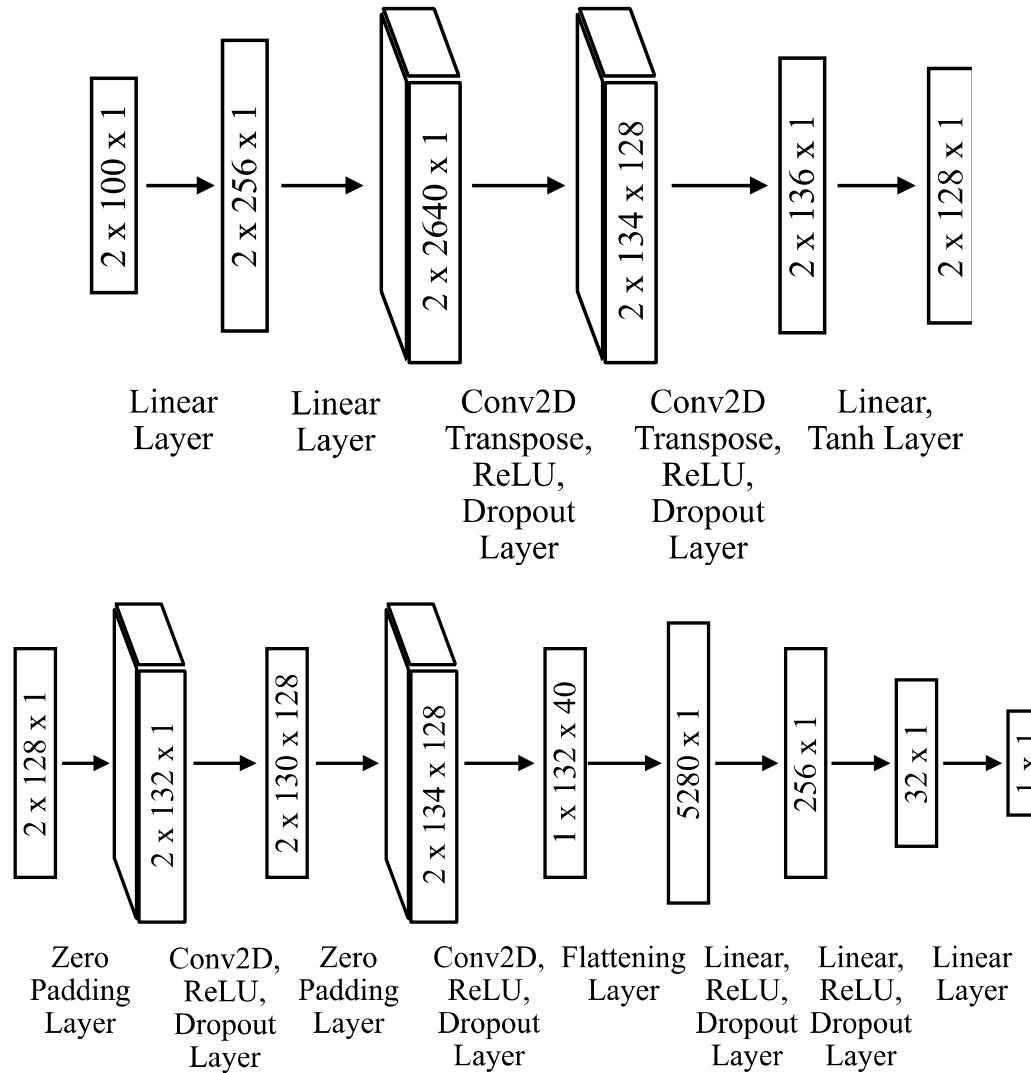 2 x 100 x 1
2 x 256 x 1
2 x 2640 x 1
2 x 134 x 128
2 x 136 x 1
2 x 128 x 1
Linear
Layer
Linear
Layer
Conv2D
Transpose,
ReLU,
Dropout
Layer
Conv2D
Transpose,
ReLU,
Dropout
Layer
Linear,
Tanh Layer
2 x 128 x 1
2 x 132 x 1
2 x 130 x 128
2 x 134 x 128
1 x 132 x 40
5280 x 1
256 x 1
32 x 1
1 x 1
Zero
Padding
Layer
Conv2D,
ReLU,
Dropout
Layer
Zero
Padding
Layer
Conv2D,
ReLU,
Dropout
Layer
Flattening
Layer
Linear,
ReLU,
Dropout
Layer
Linear,
ReLU,
Dropout
Layer
Linear
Layer